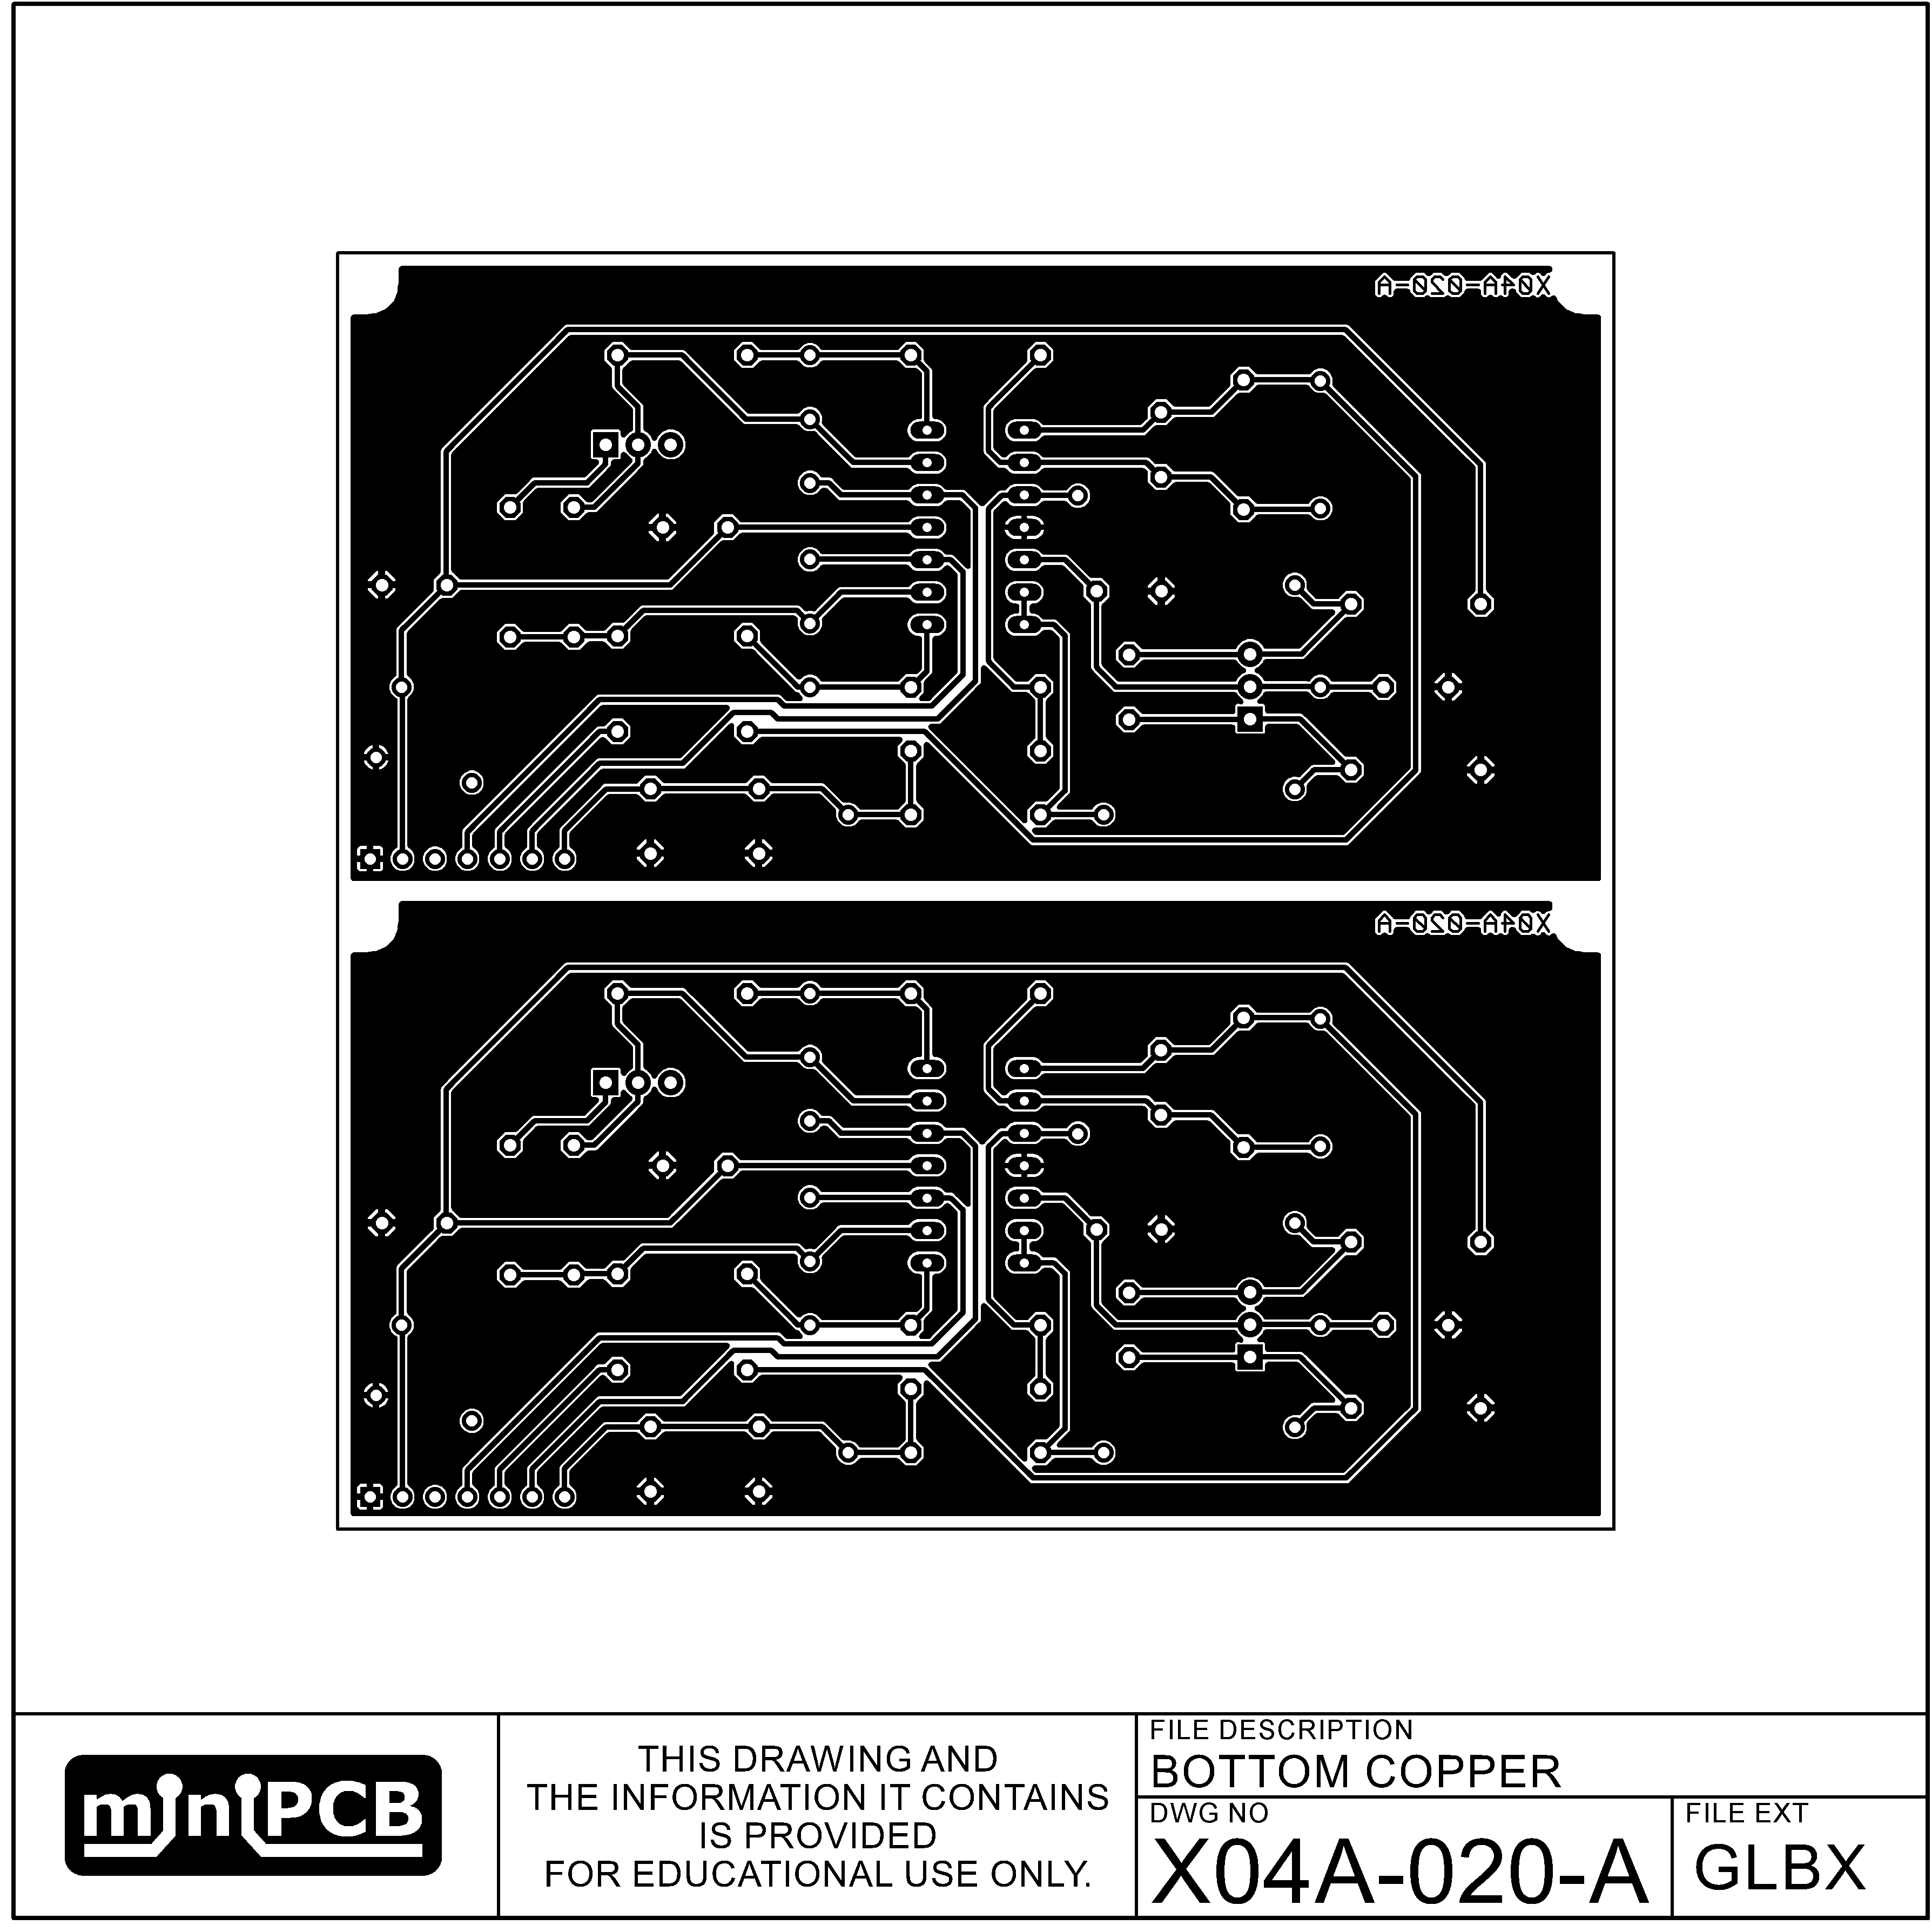 X04A-020-A
X04A-020-A
miniPCB
THIS DRAWING AND
THE INFORMATION IT CONTAINS
IS PROVIDED
FOR EDUCATIONAL USE ONLY.
FILE DESCRIPTION
BOTTOM COPPER
DWG NO
X04A-020-A
FILE EXT
GLBX